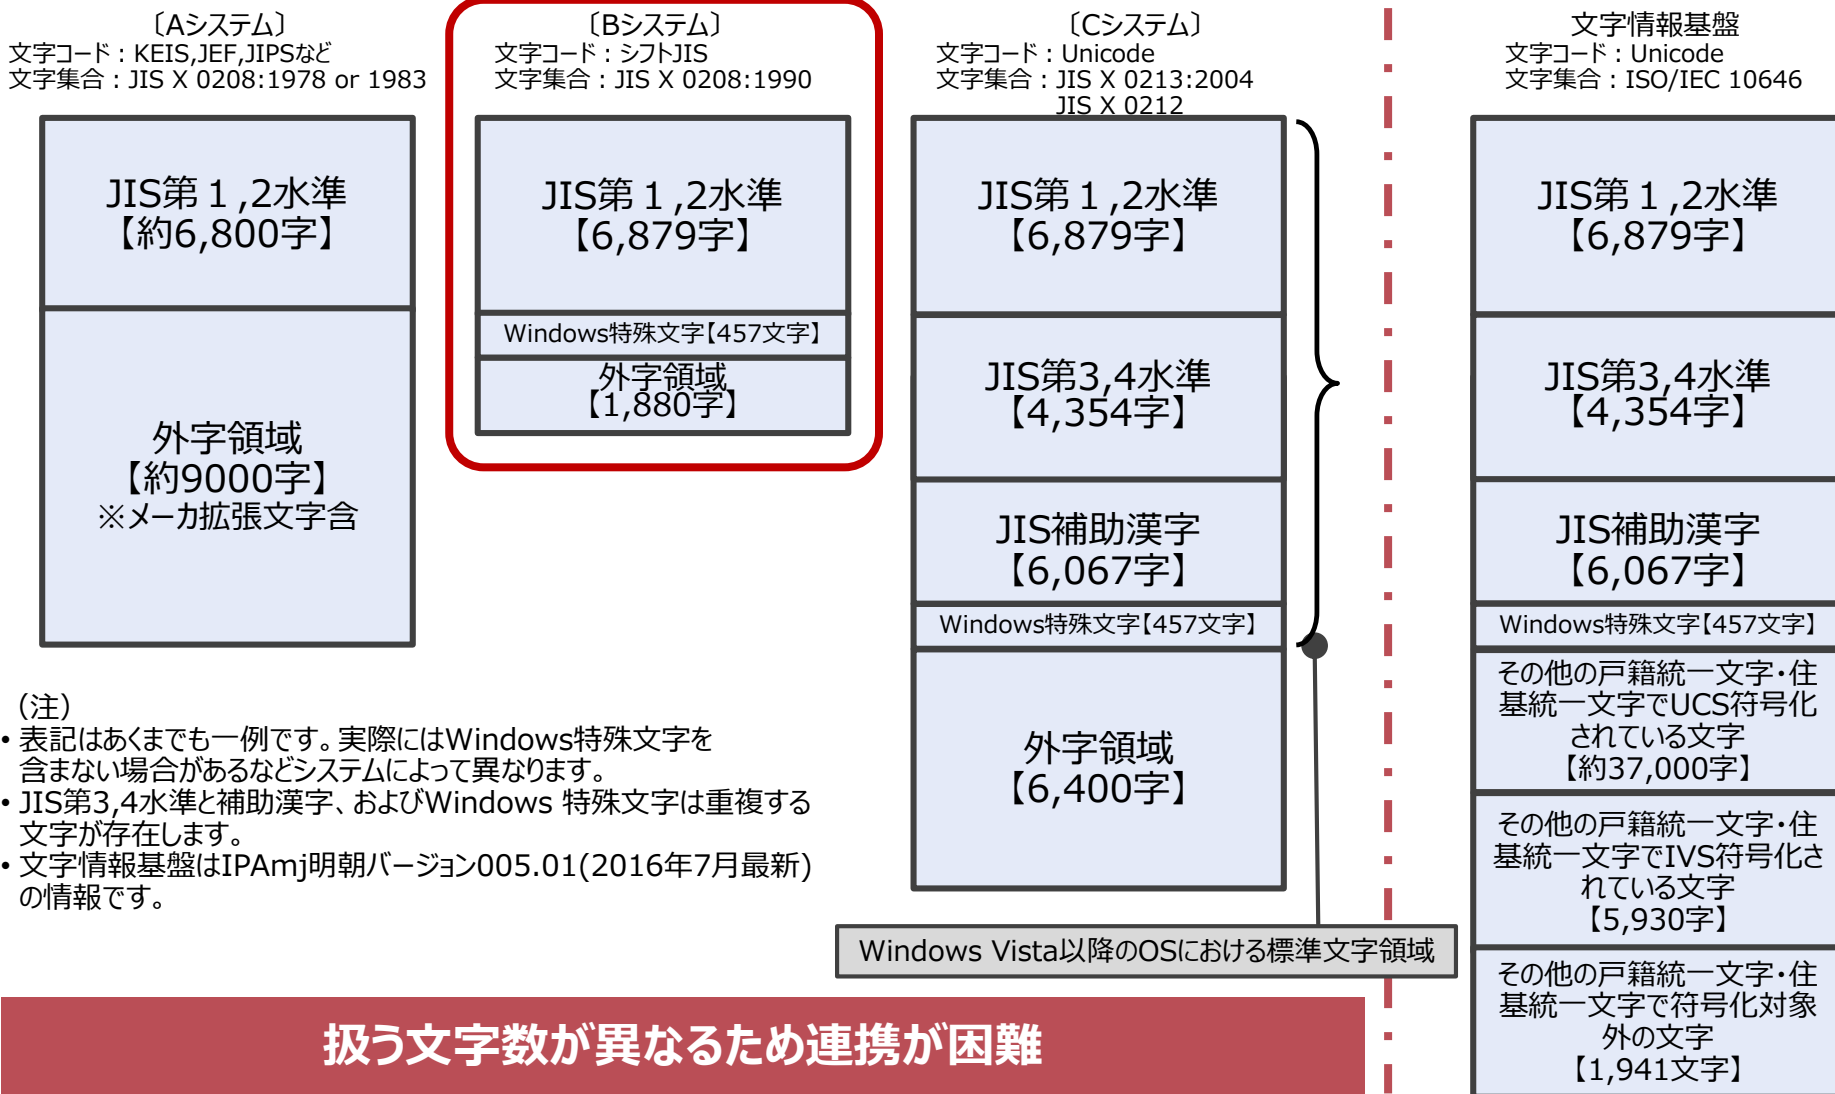 〔Aシステム〕
文字コード：KEIS,JEF,JIPSなど
文字集合：JIS X 0208:1978 or 1983
JIS第１,2水準
【約6,800字】
外字領域
【約9000字】
※メーカ拡張文字含
〔Bシステム〕
文字コード：シフトJIS
文字集合：JIS X 0208:1990
JIS第１,2水準
【6,879字】
Windows特殊文字【457文字】
外字領域
【1,880字】
〔Cシステム〕
文字コード：Unicode
文字集合：JIS X 0213:2004
JIS X 0212
JIS第１,2水準
【6,879字】
JIS第3,4水準
【4,354字】
JIS補助漢字
【6,067字】
Windows特殊文字【457文字】
外字領域
【6,400字】
Windows Vista以降のOSにおける標準文字領域
文字情報基盤
文字コード：Unicode
文字集合：ISO/IEC 10646
JIS第１,2水準
【6,879字】
JIS第3,4水準
【4,354字】
JIS補助漢字
【6,067字】
Windows特殊文字【457文字】
その他の戸籍統一文字・住
基統一文字でUCS符号化
されている文字
【約37,000字】
その他の戸籍統一文字・住
基統一文字でIVS符号化さ
れている文字
【5,930字】
その他の戸籍統一文字・住
基統一文字で符号化対象
外の文字
【1,941文字】
（注）
• 表記はあくまでも一例です。実際にはWindows特殊文字を
含まない場合があるなどシステムによって異なります。
• JIS第3,4水準と補助漢字、およびWindows 特殊文字は重複する
文字が存在します。
• 文字情報基盤はIPAmj明朝バージョン005.01(2016年7月最新)
の情報です。
扱う文字数が異なるため連携が困難